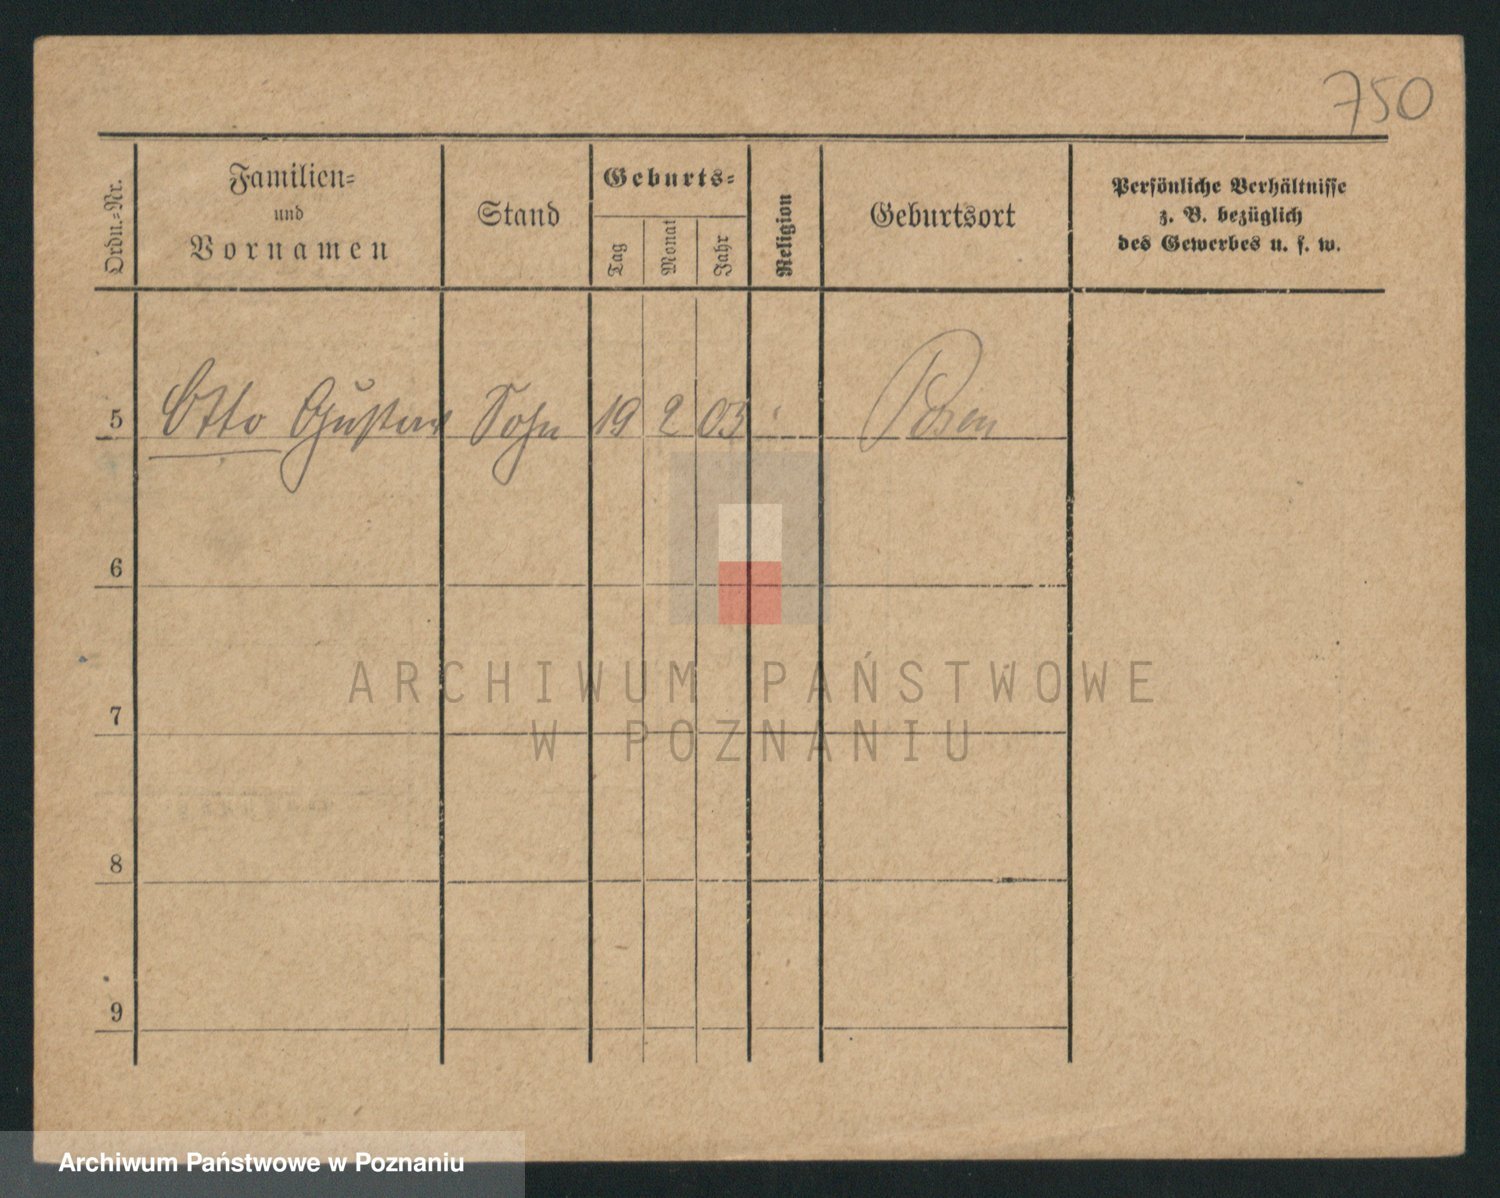 750
Ordn.-Nr.
Familien-
und
Vornamen
Stand
Geburts-
Tag
Monat
Jahr
Religion
Geburtsort
Persönliche Verhältnisse
z. B. bezüglich
des Gewerbes u. s. w.
5 Otto Gustav Sohn 19 2 03 Posen
6
7
8
9
ARCHIWUM PAŃSTWOWE
W POZNANIU
Archiwum Państwowe w Poznaniu